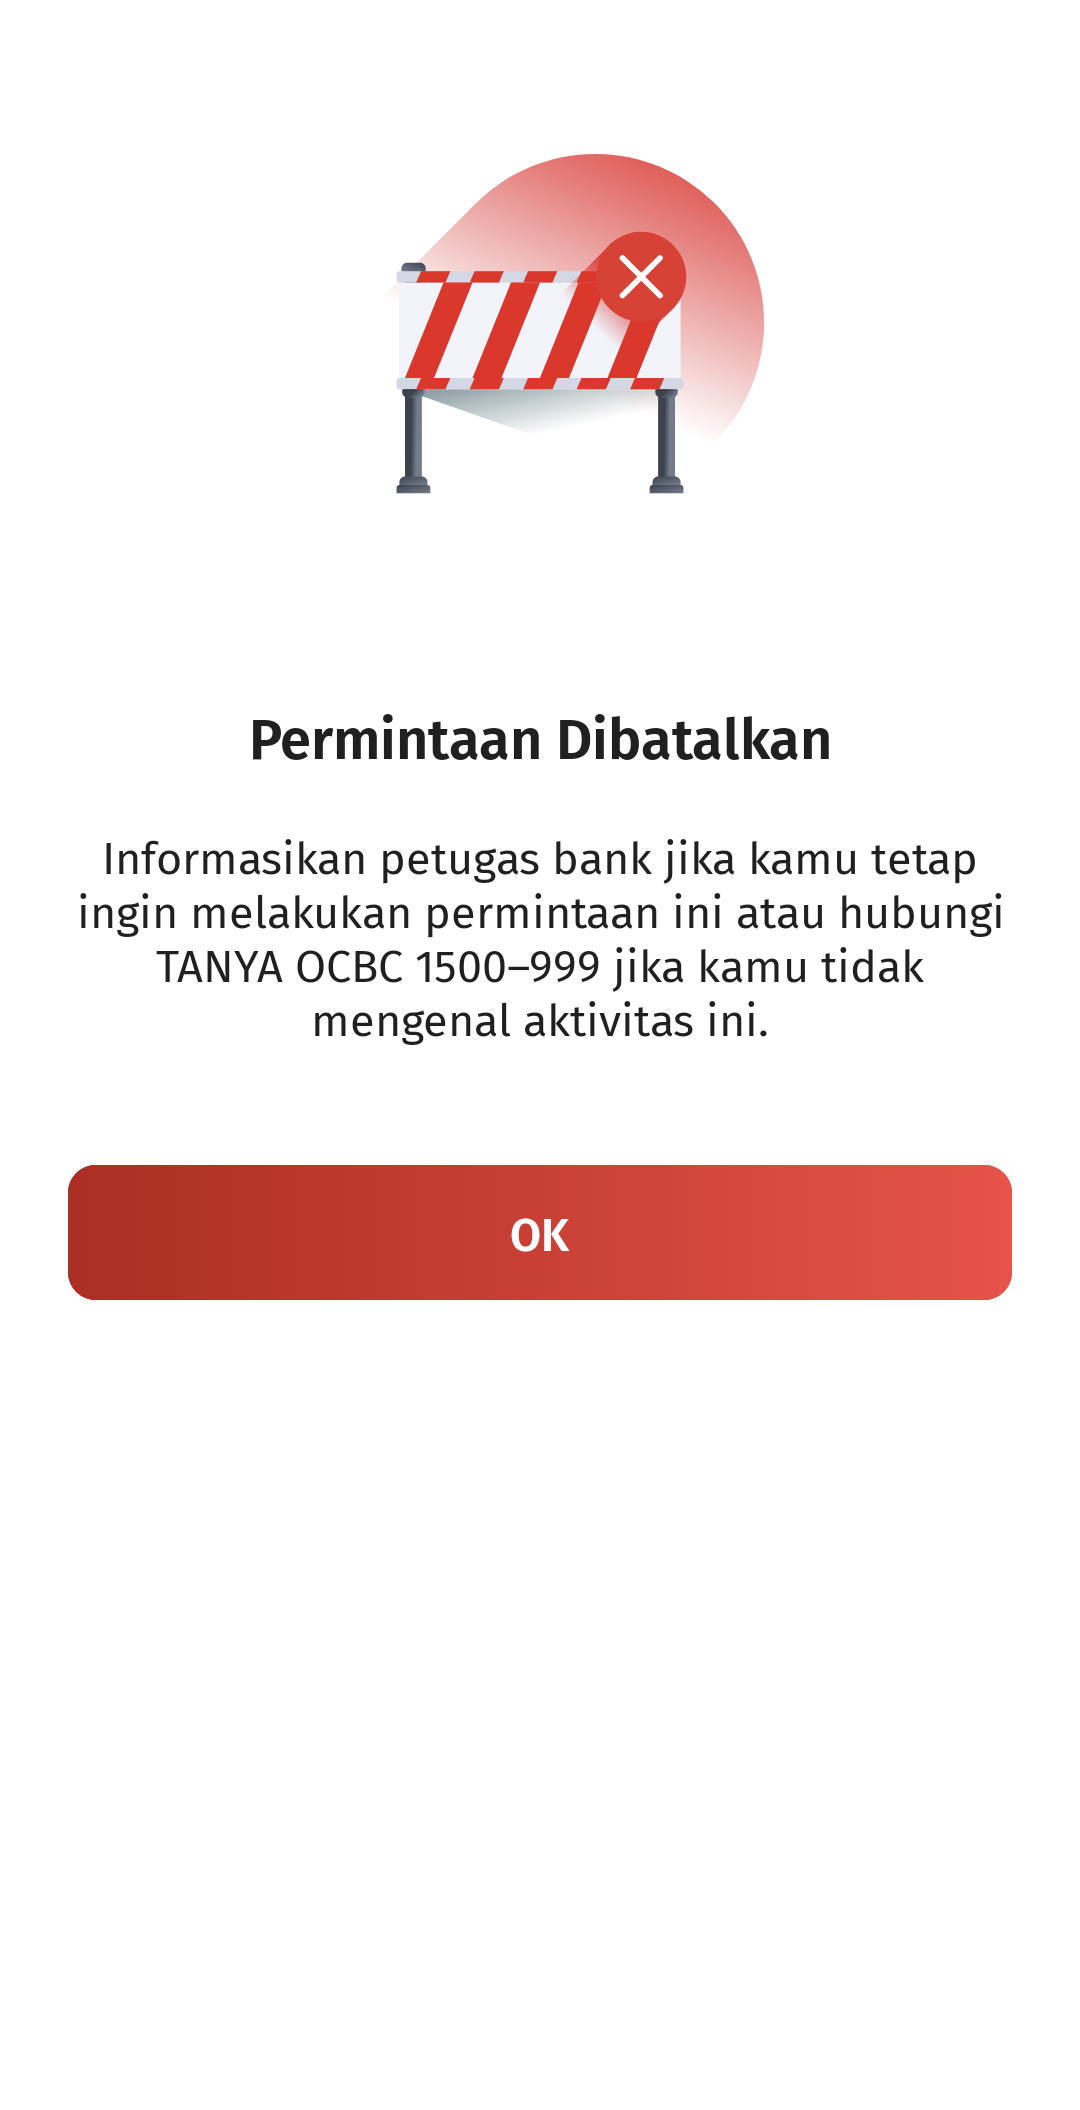 Permintaan Dibatalkan
Informasikan petugas bank jika kamu tetap
ingin melakukan permintaan ini atau hubungi
TANYA OCBC 1500–999 jika kamu tidak
mengenal aktivitas ini.
OK